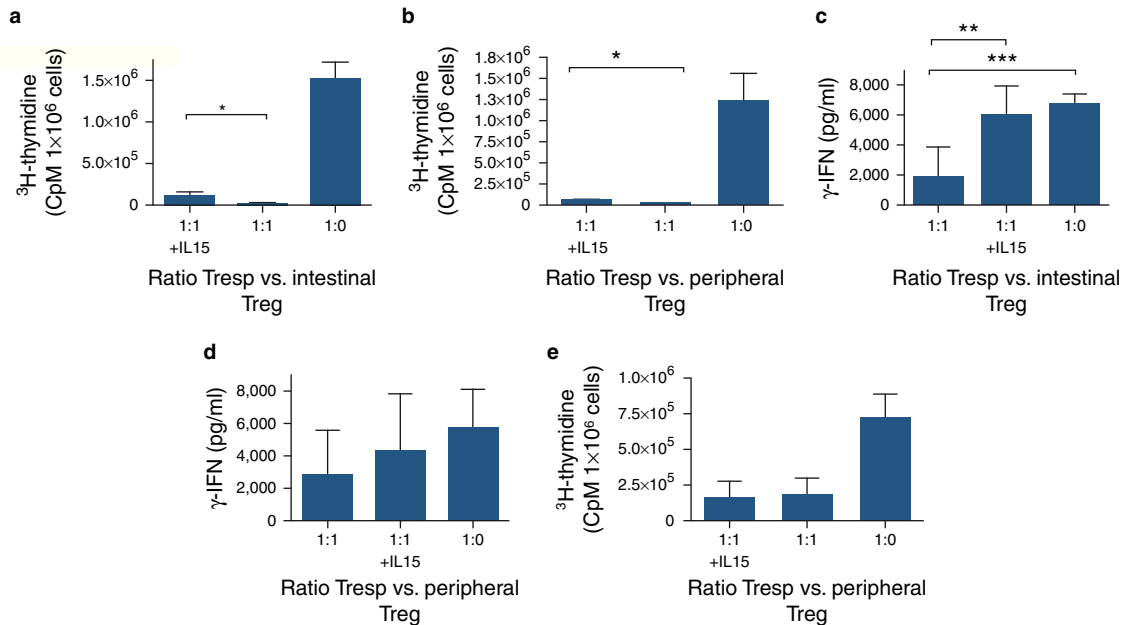 a
³H-thymidine
(CpM 1×10⁶ cells)
1.5×10⁶
1.0×10⁶
5.0×10⁵
0
*
1:1
1:1
1:0
+IL15
Ratio Tresp vs. intestinal
Treg
b
³H-thymidine
(CpM 1×10⁶ cells)
1.8×10⁶
1.5×10⁶
1.3×10⁶
1.0×10⁶
7.5×10⁵
5.0×10⁵
2.5×10⁵
0
*
1:1
1:1
1:0
+IL15
Ratio Tresp vs. peripheral
Treg
c
γ-IFN (pg/ml)
**
***
8,000
6,000
4,000
2,000
0
1:1
1:1
1:0
+IL15
Ratio Tresp vs. intestinal
Treg
d
γ-IFN (pg/ml)
8,000
6,000
4,000
2,000
0
1:1
1:1
1:0
+IL15
Ratio Tresp vs. peripheral
Treg
e
³H-thymidine
(CpM 1×10⁶ cells)
1.0×10⁶
7.5×10⁵
5.0×10⁵
2.5×10⁵
0
1:1
1:1
1:0
+IL15
Ratio Tresp vs. peripheral
Treg